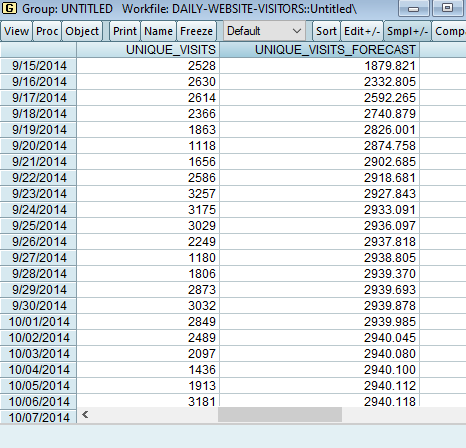 Group: UNTITLED Workfile: DAILY-WEBSITE-VISITORS::Untitled\
View Proc Object Print Name Freeze Default Sort Edit+/- Smpl+/- Compa
UNIQUE_VISITS UNIQUE_VISITS_FORECAST
9/15/2014 2528 1879.821
9/16/2014 2630 2332.805
9/17/2014 2614 2592.265
9/18/2014 2366 2740.879
9/19/2014 1863 2826.001
9/20/2014 1118 2874.758
9/21/2014 1656 2902.685
9/22/2014 2586 2918.681
9/23/2014 3257 2927.843
9/24/2014 3175 2933.091
9/25/2014 3029 2936.097
9/26/2014 2249 2937.818
9/27/2014 1180 2938.805
9/28/2014 1806 2939.370
9/29/2014 2873 2939.693
9/30/2014 3032 2939.878
10/01/2014 2849 2939.985
10/02/2014 2489 2940.045
10/03/2014 2097 2940.080
10/04/2014 1436 2940.100
10/05/2014 1913 2940.112
10/06/2014 3181 2940.118
10/07/2014